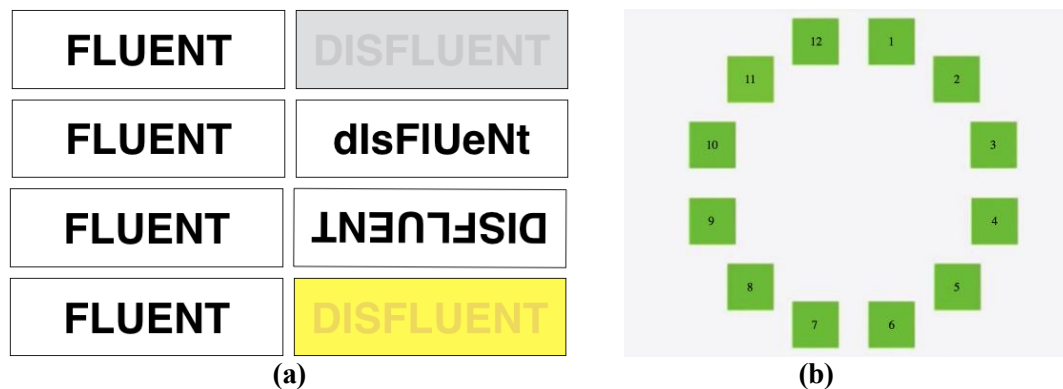 FLUENT DISFLUENT
FLUENT dIsFlUeNt
FLUENT DISFLUENT
FLUENT DISFLUENT
(a)
12 1
11 2
10 3
9 4
8 5
7 6
(b)